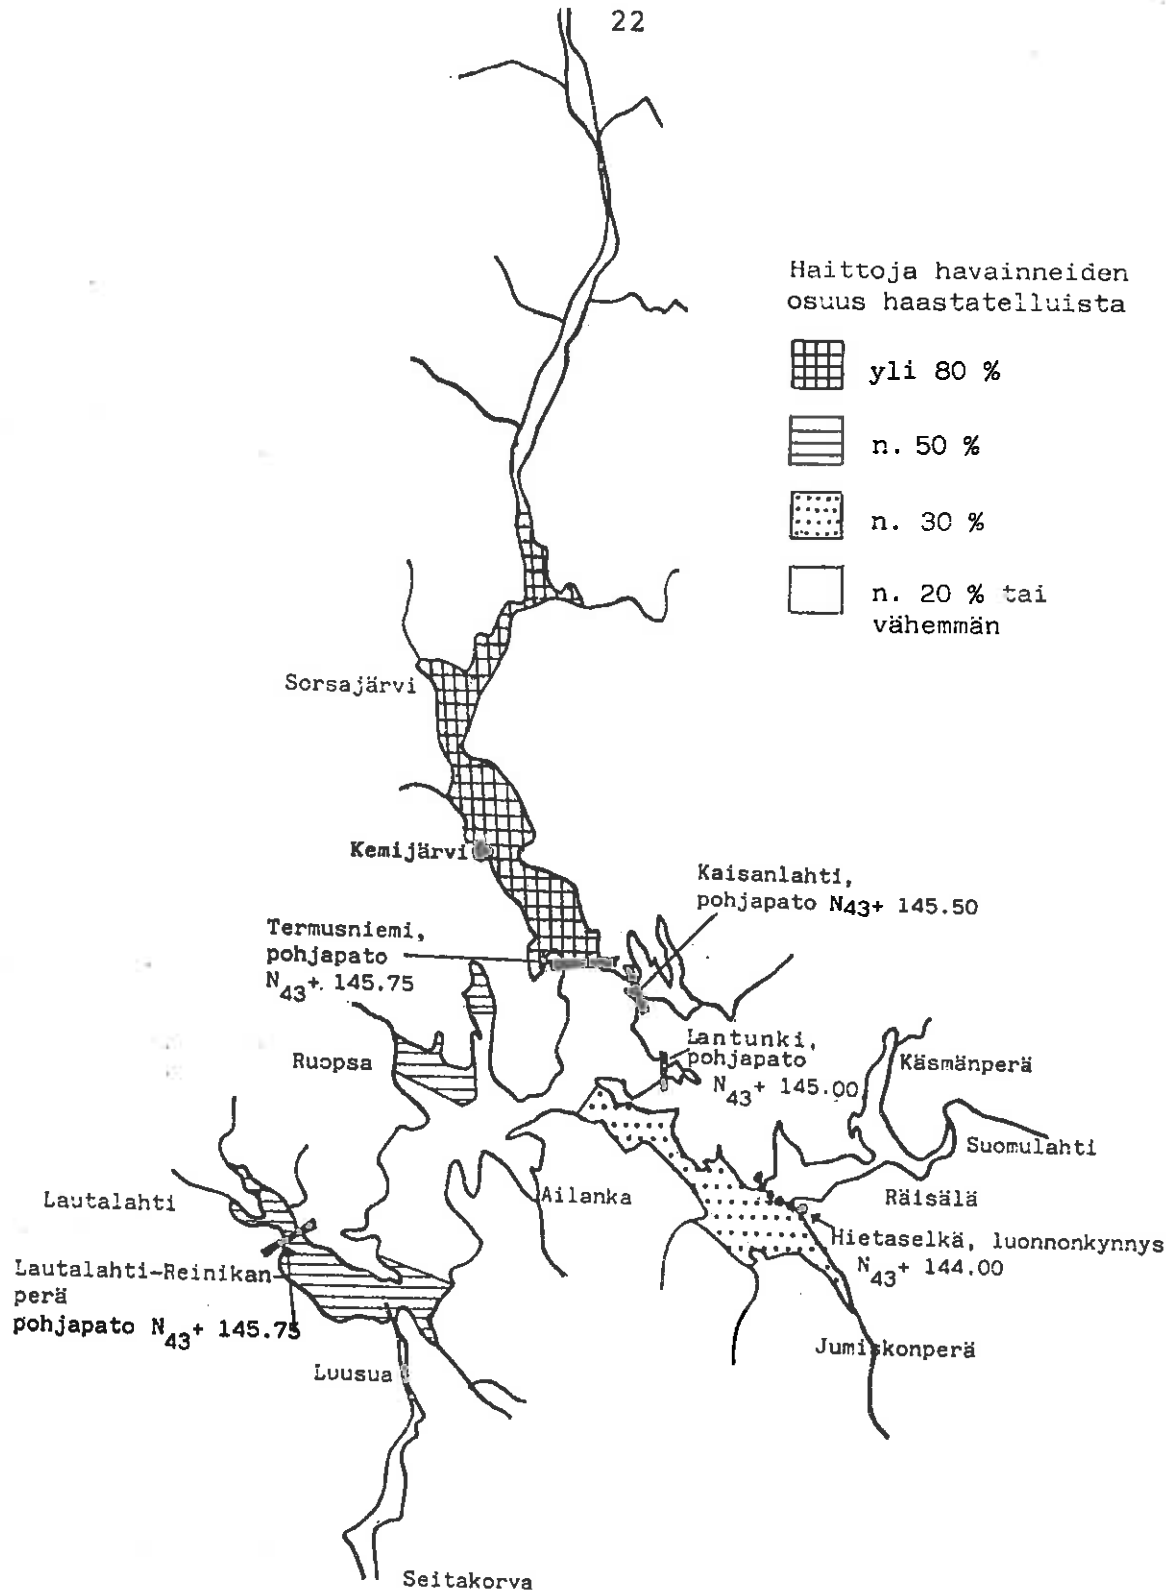 22
Haittoja havainneiden
osuus haastatelluista
yli 80 %
n. 50 %
n. 30 %
n. 20 % tai
vähemmän
Sorsajärvi
Kemijärvi
Kaisanlahti,
pohjapato N43+ 145.50
Termusniemi,
pohjapato
N43+ 145.75
Ruopsa
Lantunki,
pohjapato
N43+ 145.00
Käsmänperä
Suomulahti
Lautalahti
Ailanka
Räisälä
Hietaselkä, luonnonkynnys
N43+ 144.00
Lautalahti-Reinikan-
perä
pohjapato N43+ 145.75
Jumiskonperä
Luusua
Seitakorva